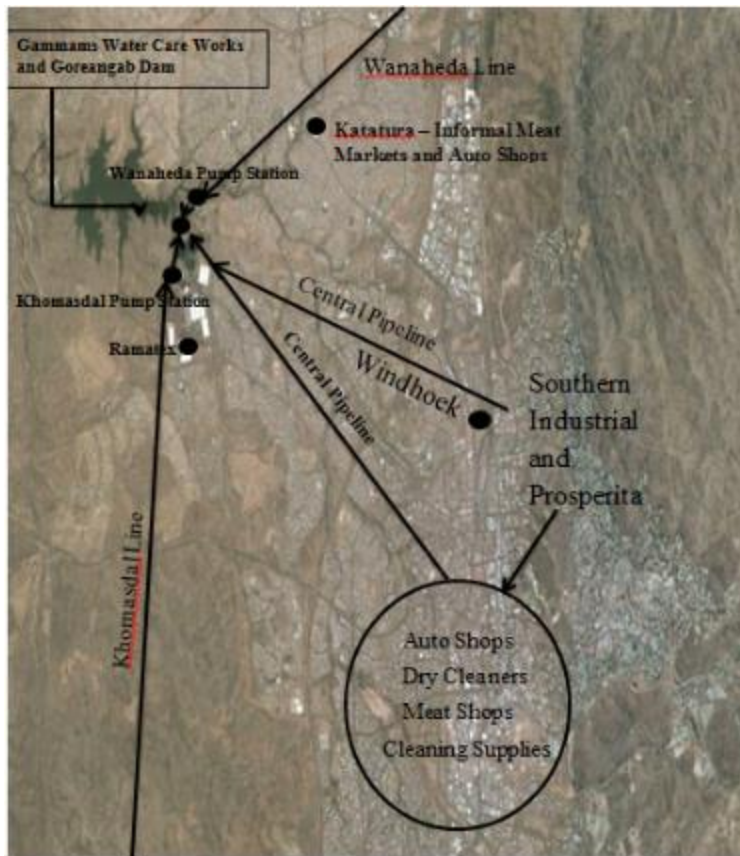 Gammams Water Care Works
and Goreangab Dam
Wanaheda Line
Katatura – Informal Meat
Markets and Auto Shops
Wanaheda Pump Station
Khomasdal Pump Station
Ramatex
Central Pipeline
Central Pipeline
Windhoek
Southern
Industrial
and
Prosperita
Khomasdal Line
Auto Shops
Dry Cleaners
Meat Shops
Cleaning Supplies